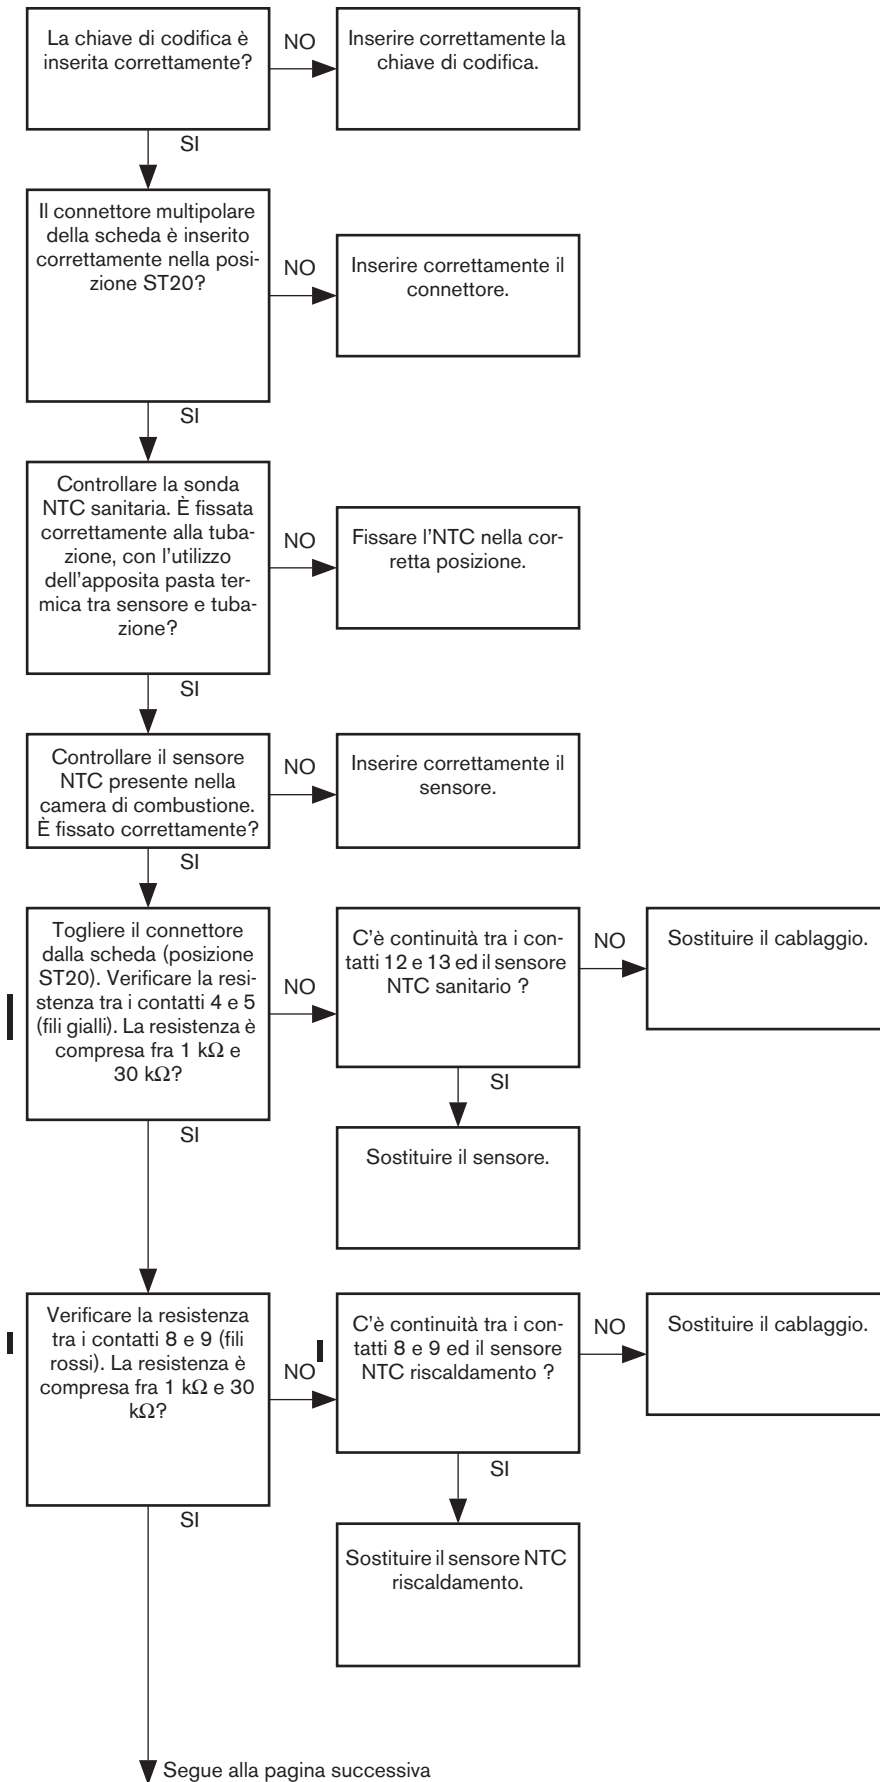 La chiave di codifica è
inserita correttamente?
NO
Inserire correttamente la
chiave di codifica.
SI
Il connettore multipolare
della scheda è inserito
correttamente nella posi-
zione ST20?
NO
Inserire correttamente il
connettore.
SI
Controllare la sonda
NTC sanitaria. È fissata
correttamente alla tuba-
zione, con l'utilizzo
dell'apposita pasta ter-
mica tra sensore e tuba-
zione?
NO
Fissare l'NTC nella cor-
retta posizione.
SI
Controllare il sensore
NTC presente nella
camera di combustione.
È fissato correttamente?
NO
Inserire correttamente il
sensore.
SI
Togliere il connettore
dalla scheda (posizione
ST20). Verificare la resi-
stenza tra i contatti 4 e 5
(fili gialli). La resistenza è
compresa fra 1 kΩ e
30 kΩ?
NO
C'è continuità tra i con-
tatti 12 e 13 ed il sensore
NTC sanitario ?
NO
Sostituire il cablaggio.
SI
Sostituire il sensore.
SI
Verificare la resistenza
tra i contatti 8 e 9 (fili
rossi). La resistenza è
compresa fra 1 kΩ e 30
kΩ?
NO
C'è continuità tra i con-
tatti 8 e 9 ed il sensore
NTC riscaldamento ?
NO
Sostituire il cablaggio.
SI
Sostituire il sensore NTC
riscaldamento.
SI
Segue alla pagina successiva